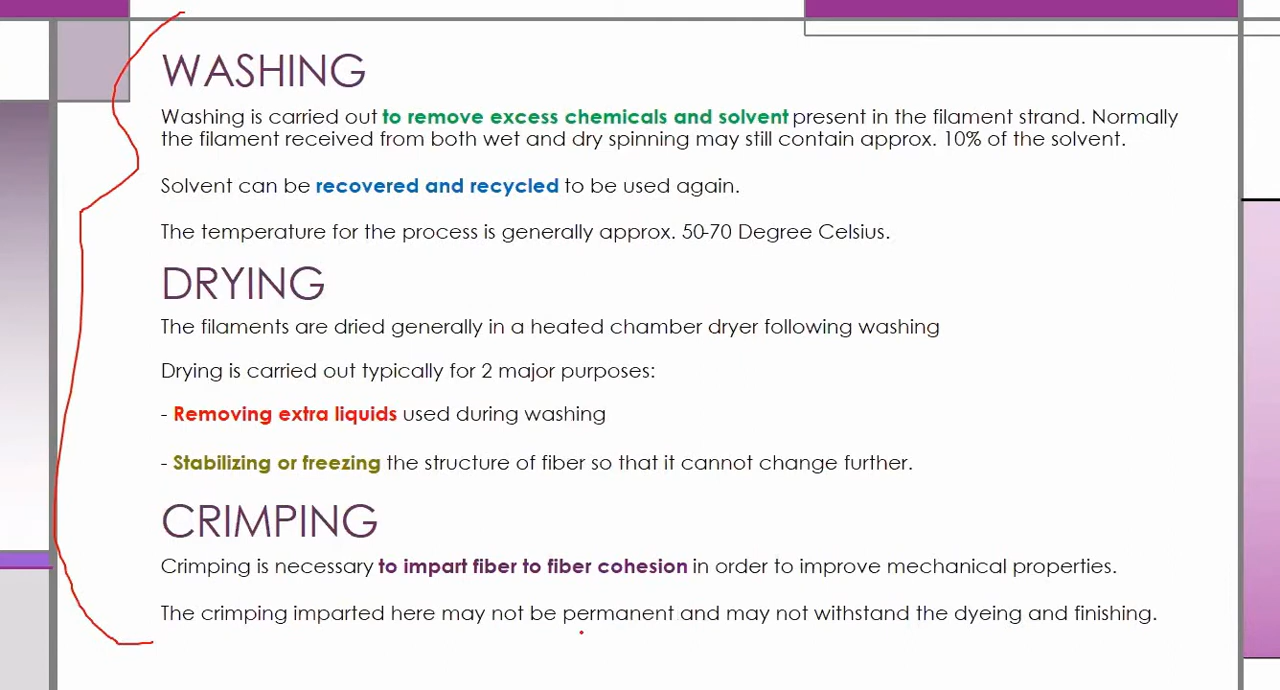 WASHING
Washing is carried out to remove excess chemicals and solvent present in the filament strand. Normally
the filament received from both wet and dry spinning may still contain approx. 10% of the solvent.
Solvent can be recovered and recycled to be used again.
The temperature for the process is generally approx. 50-70 Degree Celsius.
DRYING
The filaments are dried generally in a heated chamber dryer following washing
Drying is carried out typically for 2 major purposes:
- Removing extra liquids used during washing
- Stabilizing or freezing the structure of fiber so that it cannot change further.
CRIMPING
Crimping is necessary to impart fiber to fiber cohesion in order to improve mechanical properties.
The crimping imparted here may not be permanent and may not withstand the dyeing and finishing.